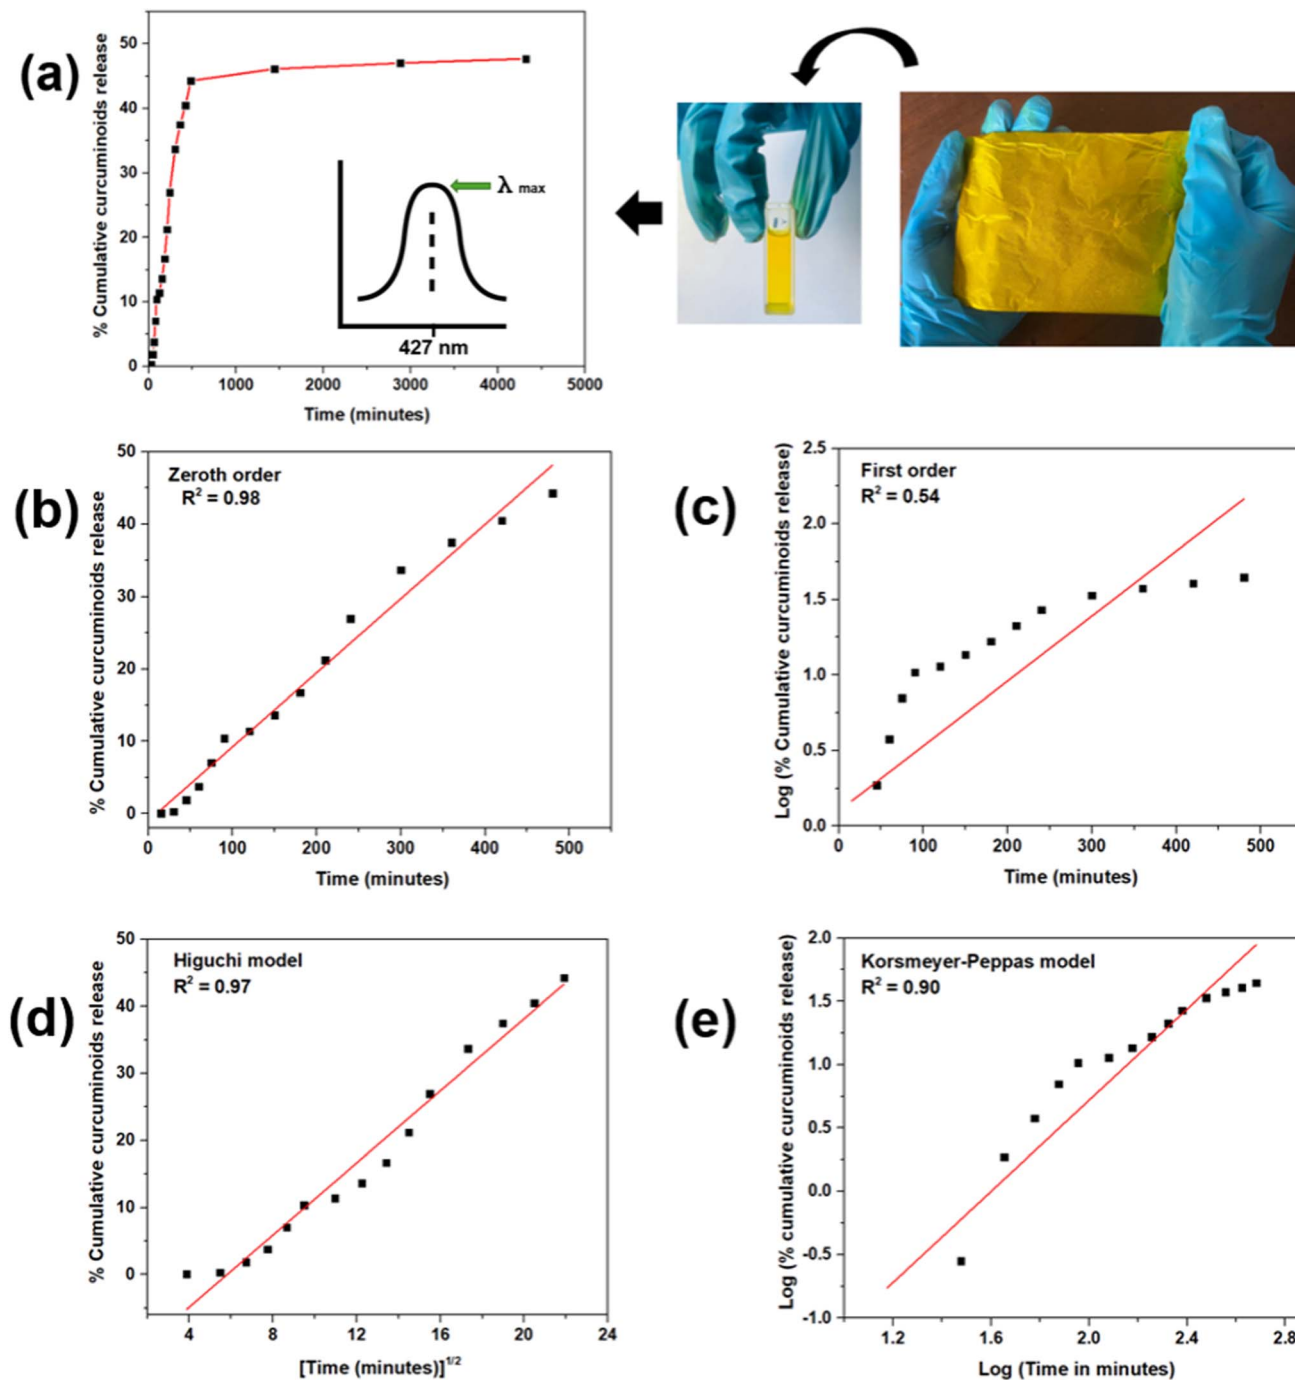 (a)
% Cumulative curcuminoids release
50
40
30
20
10
0
0 1000 2000 3000 4000 5000
Time (minutes)
λ max
427 nm
(b)
% Cumulative curcuminoids release
Zeroth order
R² = 0.98
50
40
30
20
10
0
0 100 200 300 400 500
Time (minutes)
(c)
Log (% Cumulative curcuminoids release)
First order
R² = 0.54
2.5
2.0
1.5
1.0
0.5
0.0
0 100 200 300 400 500
Time (minutes)
(d)
% Cumulative curcuminoids release
Higuchi model
R² = 0.97
50
40
30
20
10
0
4 8 12 16 20 24
[Time (minutes)]¹ᐟ²
(e)
Log (% cumulative curcuminoids release)
Korsmeyer-Peppas model
R² = 0.90
2.0
1.5
1.0
0.5
0.0
-0.5
-1.0
1.2 1.6 2.0 2.4 2.8
Log (Time in minutes)